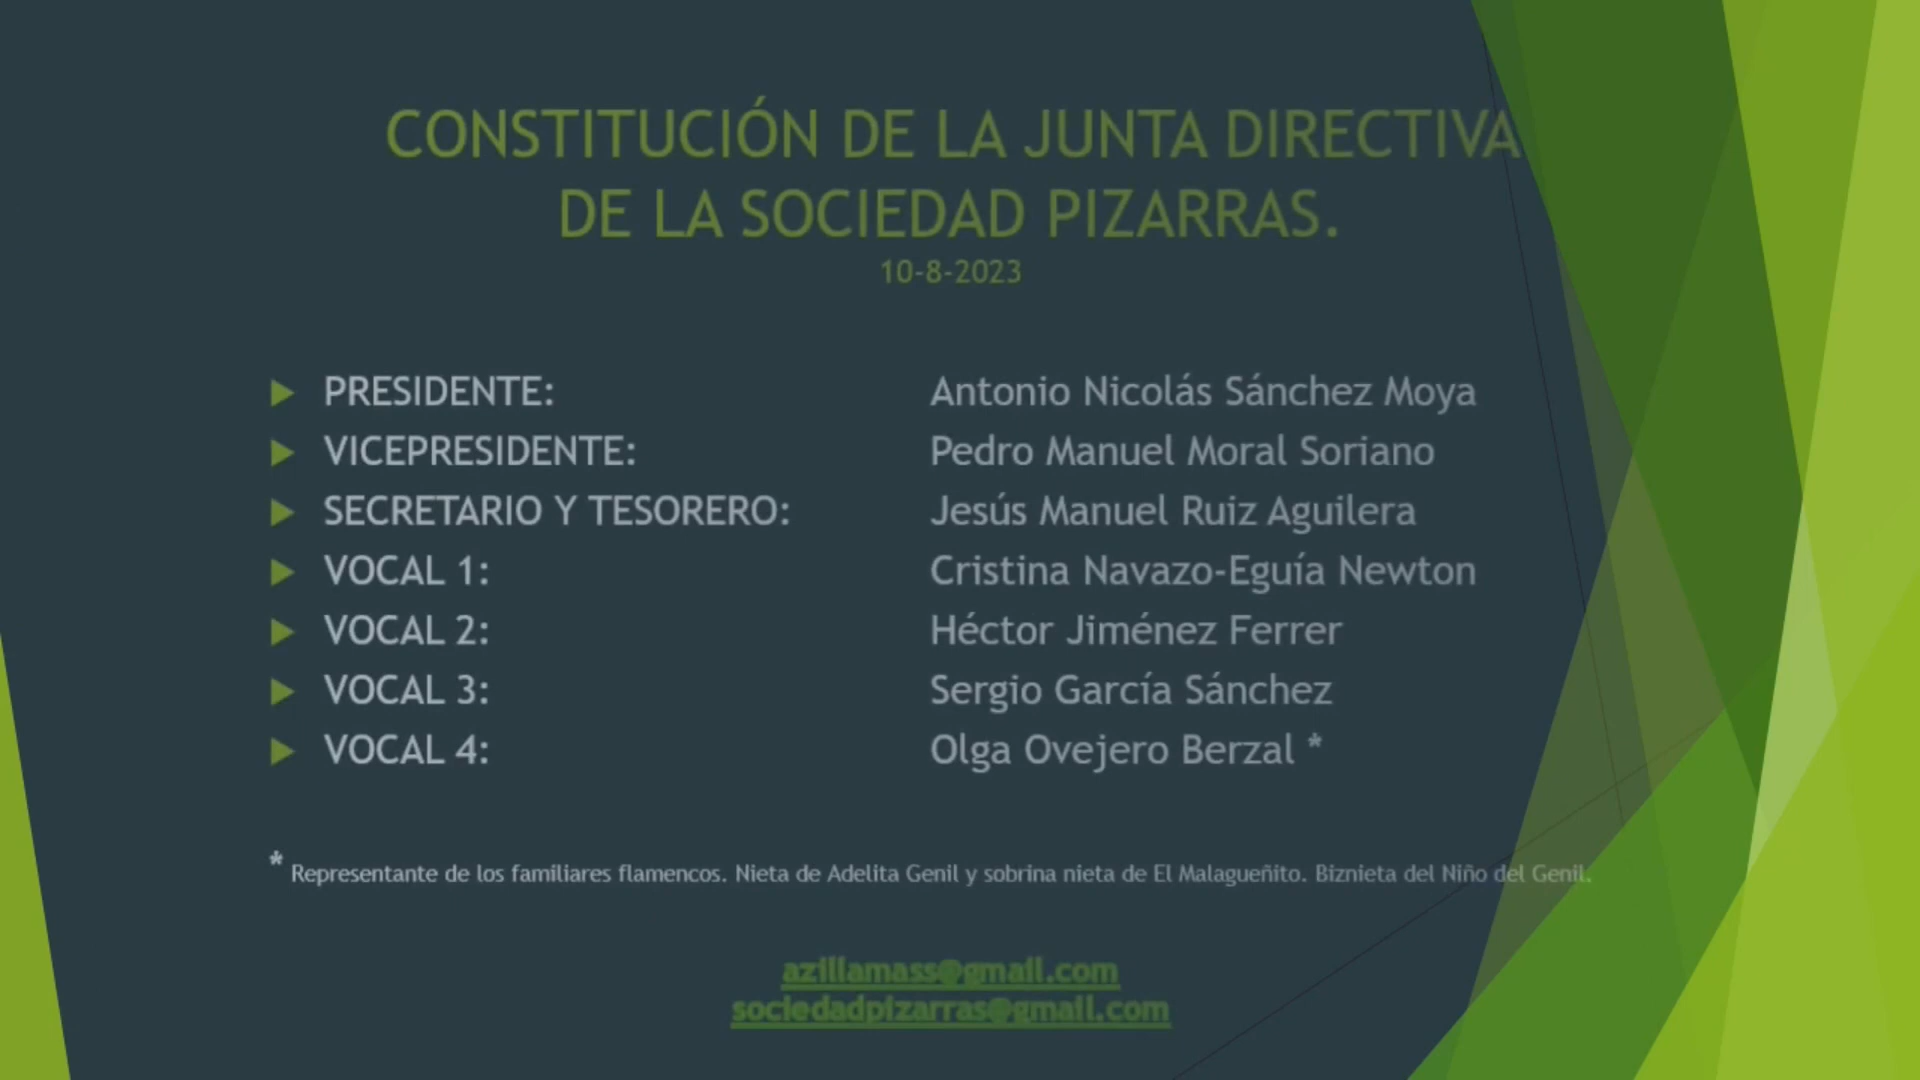 CONSTITUCIÓN DE LA JUNTA DIRECTIVA
DE LA SOCIEDAD PIZARRAS.
10-8-2023
PRESIDENTE: Antonio Nicolás Sánchez Moya
VICEPRESIDENTE: Pedro Manuel Moral Soriano
SECRETARIO Y TESORERO: Jesús Manuel Ruiz Aguilera
VOCAL 1: Cristina Navazo-Eguía Newton
VOCAL 2: Héctor Jiménez Ferrer
VOCAL 3: Sergio García Sánchez
VOCAL 4: Olga Ovejero Berzal *
* Representante de los familiares flamencos. Nieta de Adelita Genil y sobrina nieta de El Malagueñito. Biznieta del Niño del Genil.
azillamass@gmail.com
sociedadpizarras@gmail.com